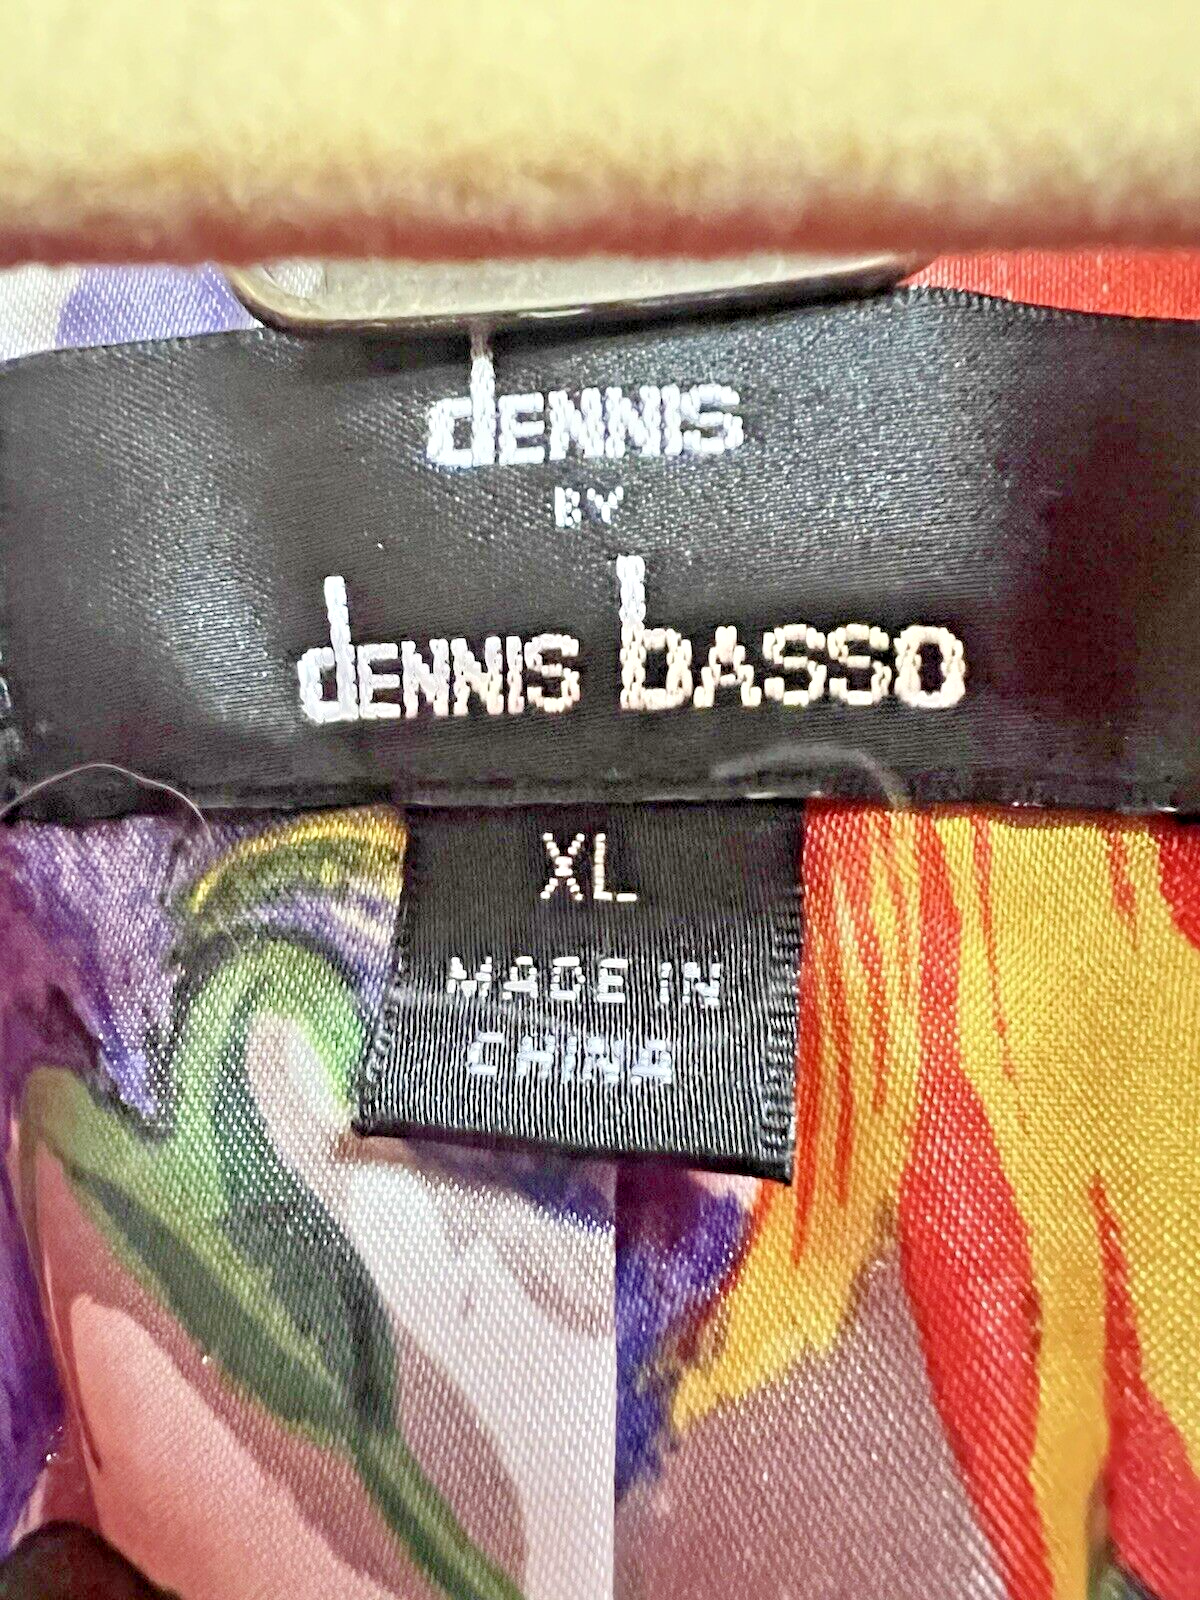 dENNIS
BY
dENNIS bASSO
XL
MADE IN
CHINA